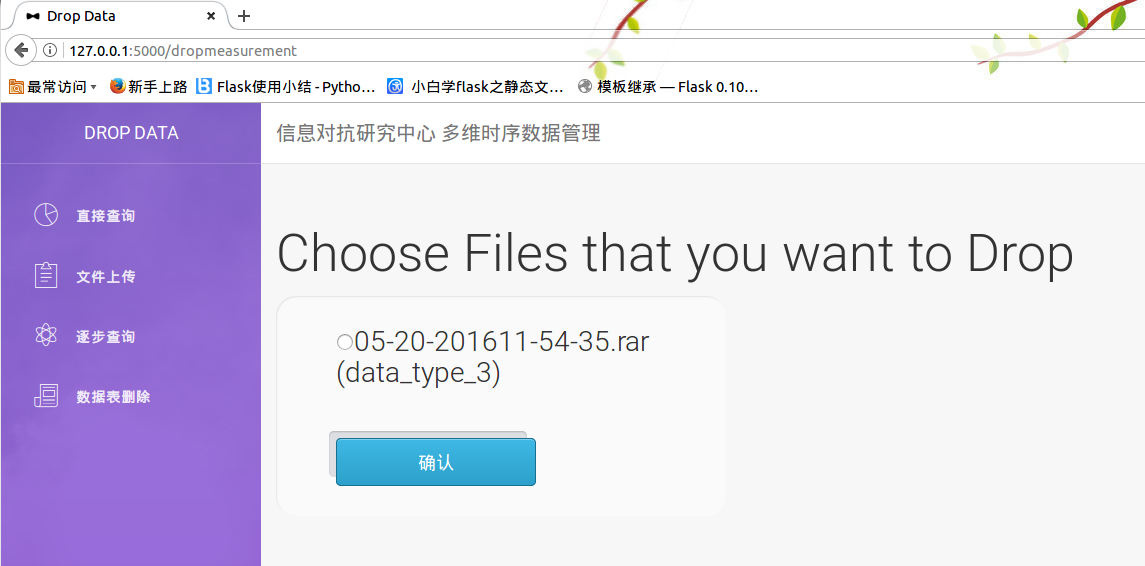 Drop Data
127.0.0.1:5000/dropmeasurement
最常访问 新手上路 Flask使用小结 - Pytho... 小白学flask之静态文... 模板继承 — Flask 0.10...
DROP DATA
信息对抗研究中心 多维时序数据管理
直接查询
文件上传
逐步查询
数据表删除
Choose Files that you want to Drop
05-20-201611-54-35.rar
(data_type_3)
确认